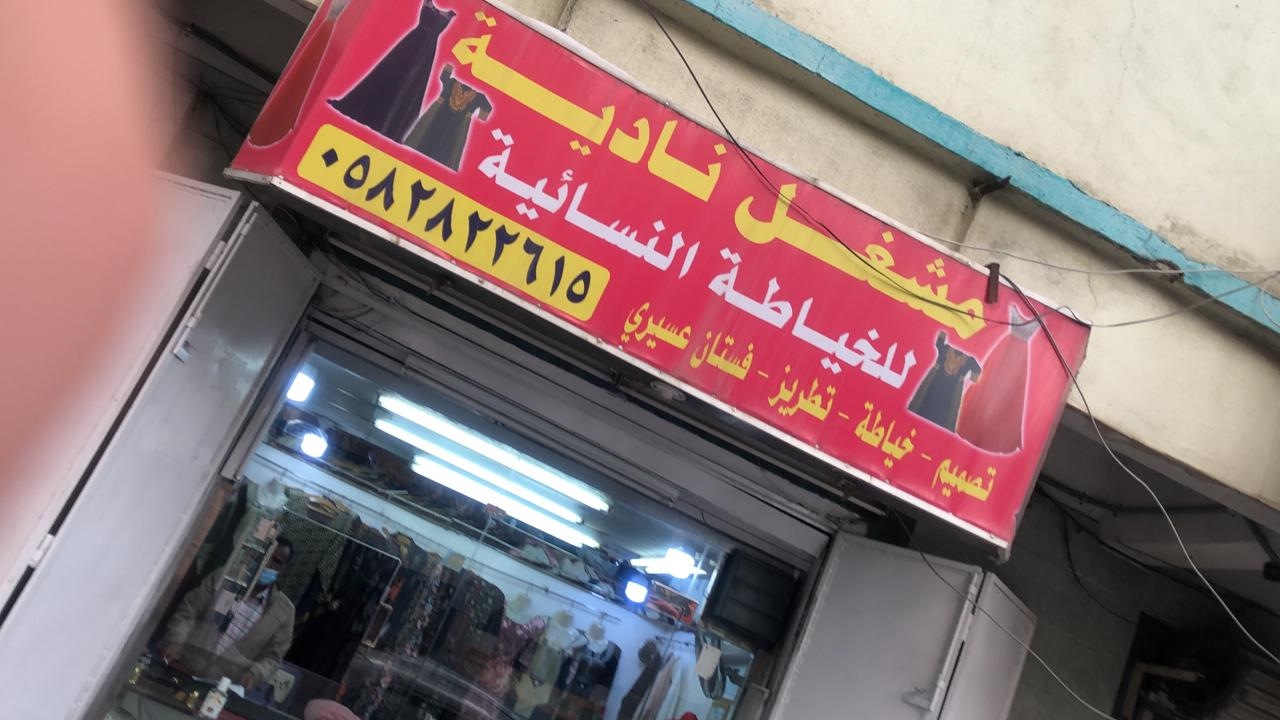 مشغل نادية
للخياطة النسائية
تصميم - خياطة - تطريز - فستان عسيري
٠٥٨٢٨٢٢٦١٥